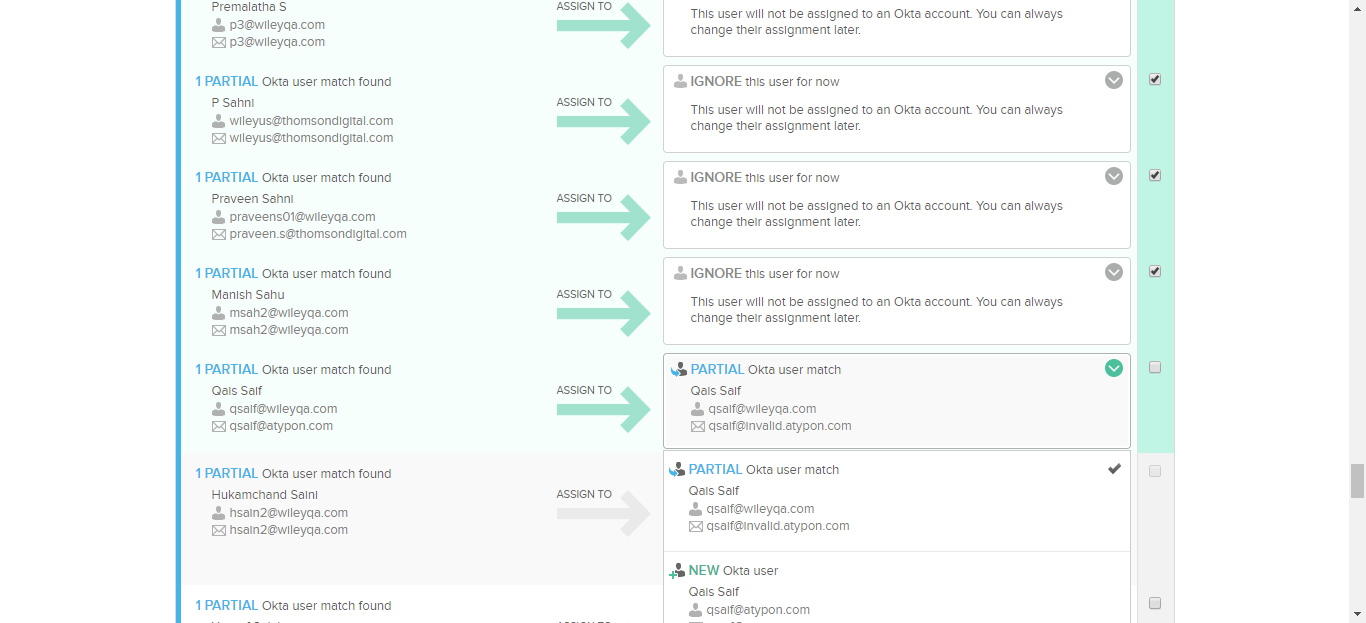 Premalatha S
p3@wileyqa.com
p3@wileyqa.com
ASSIGN TO
This user will not be assigned to an Okta account. You can always
change their assignment later.
1 PARTIAL Okta user match found
P Sahni
wileyus@thomsondigital.com
wileyus@thomsondigital.com
ASSIGN TO
IGNORE this user for now
This user will not be assigned to an Okta account. You can always
change their assignment later.
1 PARTIAL Okta user match found
Praveen Sahni
praveens01@wileyqa.com
praveen.s@thomsondigital.com
ASSIGN TO
IGNORE this user for now
This user will not be assigned to an Okta account. You can always
change their assignment later.
1 PARTIAL Okta user match found
Manish Sahu
msah2@wileyqa.com
msah2@wileyqa.com
ASSIGN TO
IGNORE this user for now
This user will not be assigned to an Okta account. You can always
change their assignment later.
1 PARTIAL Okta user match found
Qais Saif
qsaif@wileyqa.com
qsaif@atypon.com
ASSIGN TO
PARTIAL Okta user match
Qais Saif
qsaif@wileyqa.com
qsaif@invalid.atypon.com
1 PARTIAL Okta user match found
Hukamchand Saini
hsain2@wileyqa.com
hsain2@wileyqa.com
ASSIGN TO
PARTIAL Okta user match
Qais Saif
qsaif@wileyqa.com
qsaif@invalid.atypon.com
NEW Okta user
Qais Saif
qsaif@atypon.com
1 PARTIAL Okta user match found